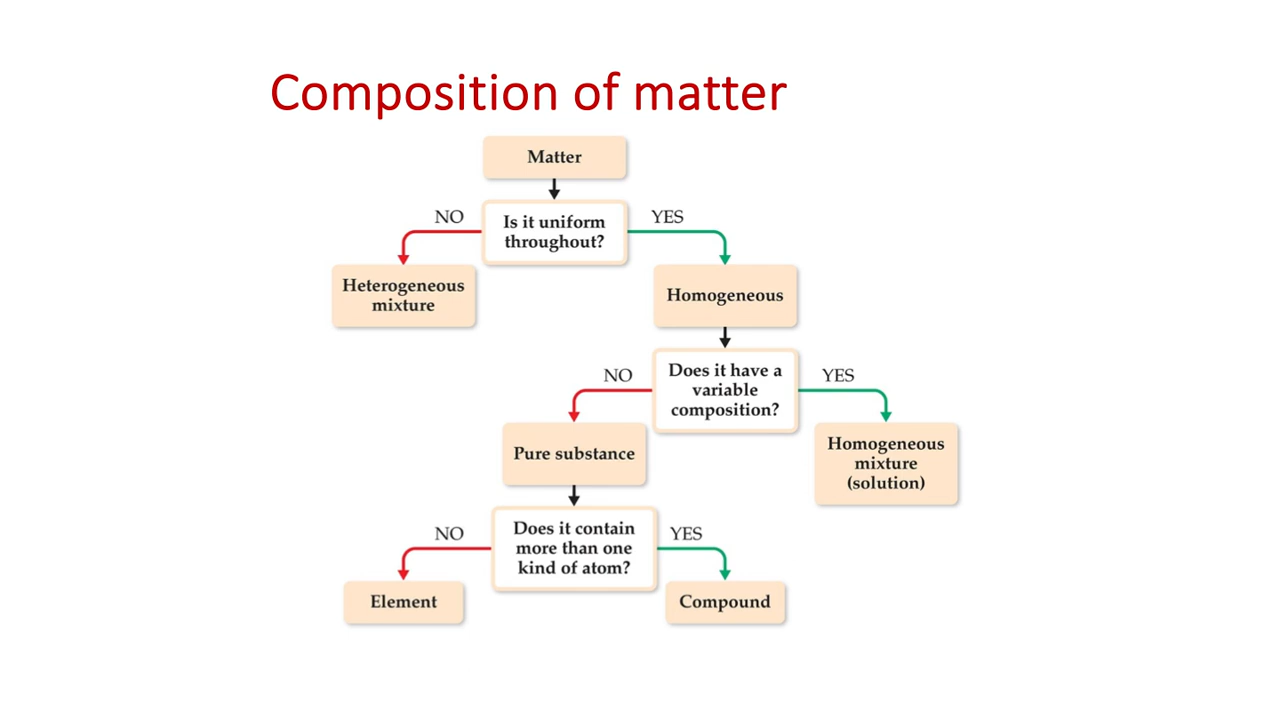 Composition of matter
Matter
NO
Is it uniform
throughout?
YES
Heterogeneous
mixture
Homogeneous
NO
Does it have a
variable
composition?
YES
Pure substance
Homogeneous
mixture
(solution)
NO
Does it contain
more than one
kind of atom?
YES
Element
Compound